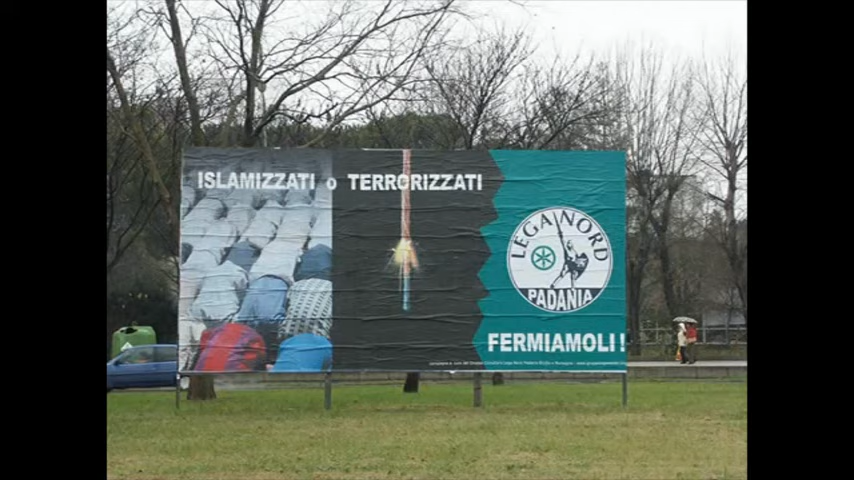 ISLAMIZZATI o TERRORIZZATI
LEGA NORD
PADANIA
FERMIAMOLI!